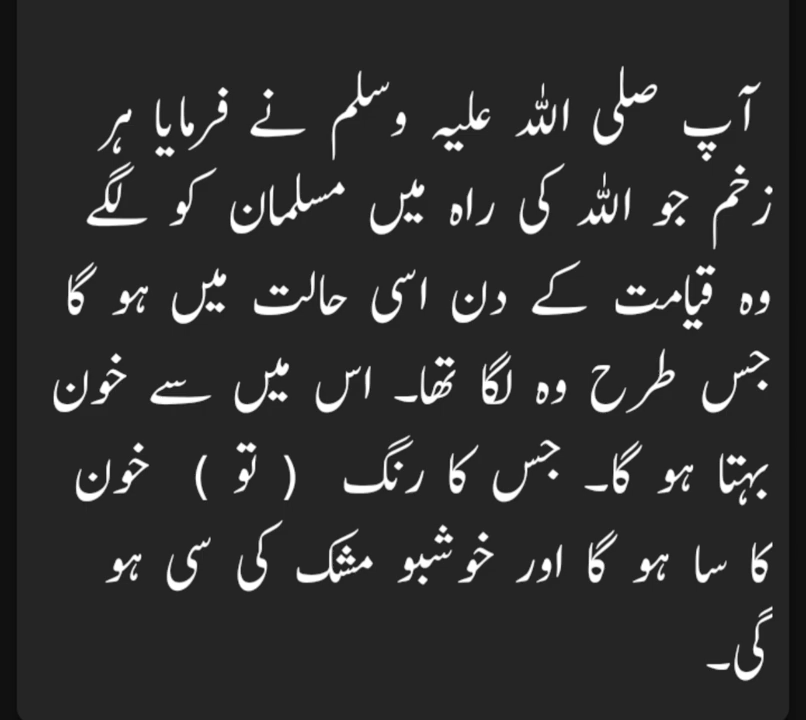 آپ صلی اللہ علیہ وسلم نے فرمایا ہر
زخم جو اللہ کی راہ میں مسلمان کو لگے
وہ قیامت کے دن اسی حالت میں ہو گا
جس طرح وہ لگا تھا۔ اس میں سے خون
بہتا ہو گا۔ جس کا رنگ ( تو ) خون
کا سا ہو گا اور خوشبو مشک کی سی ہو
گی۔